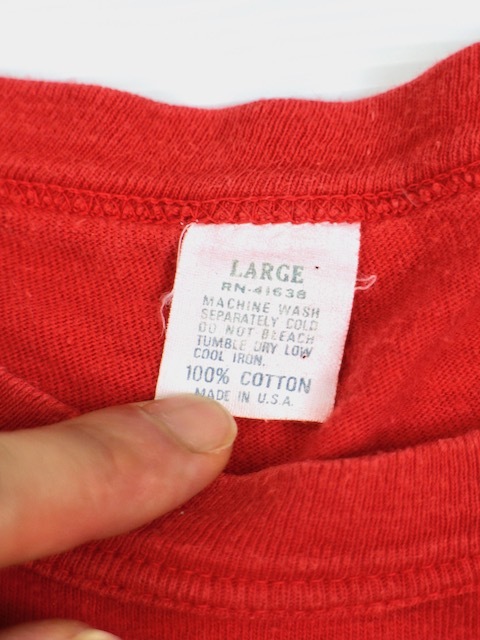 LARGE
RN-41638
MACHINE WASH
SEPARATELY COLD
DO NOT BLEACH
TUMBLE DRY LOW
COOL IRON.
100% COTTON
MADE IN U.S.A.